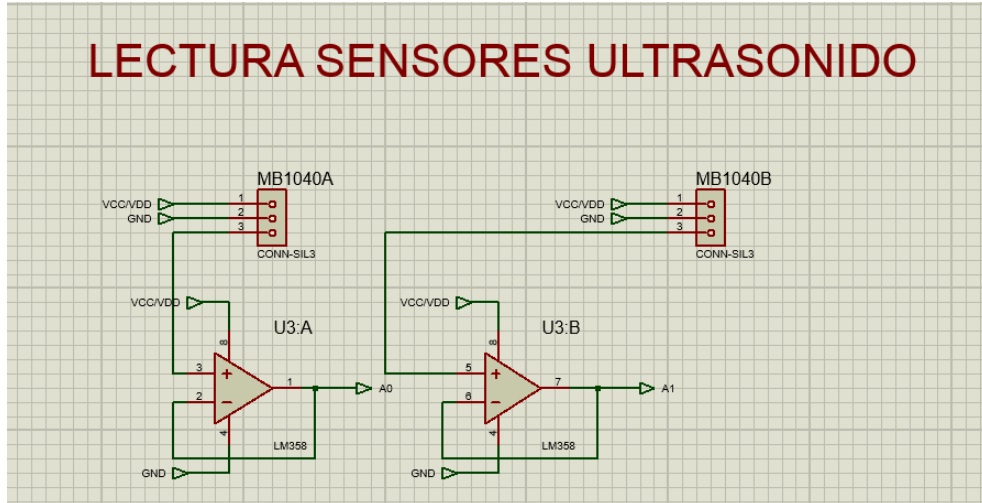 LECTURA SENSORES ULTRASONIDO
MB1040A
VCC/VDD
1
GND
2
3
CONN-SIL3
MB1040B
VCC/VDD
1
GND
2
3
CONN-SIL3
VCC/VDD
U3:A
8
3
+
1
A0
2
−
4
LM358
GND
VCC/VDD
U3:B
8
5
+
7
A1
6
−
4
LM358
GND